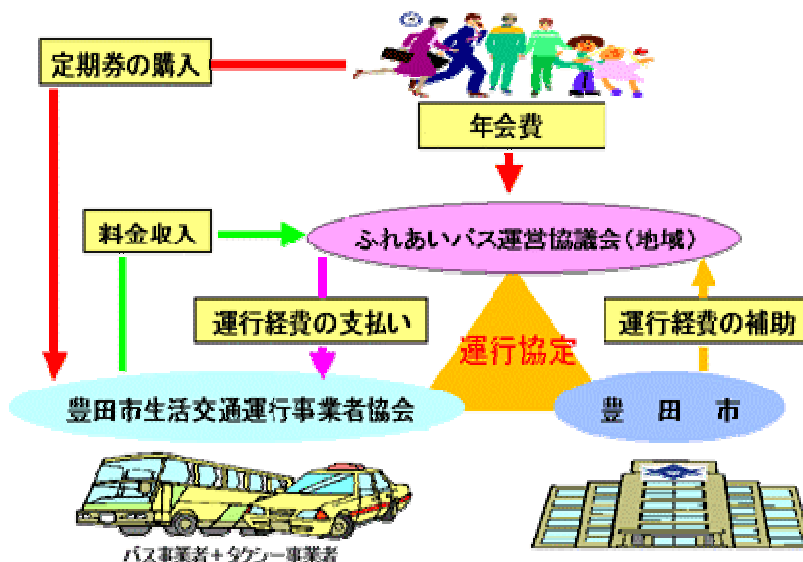 定期券の購入
年会費
料金収入
ふれあいバス運営協議会(地域)
運行経費の支払い
運行協定
運行経費の補助
豊田市生活交通運行事業者協会
豊 田 市
バス事業者+タクシー事業者